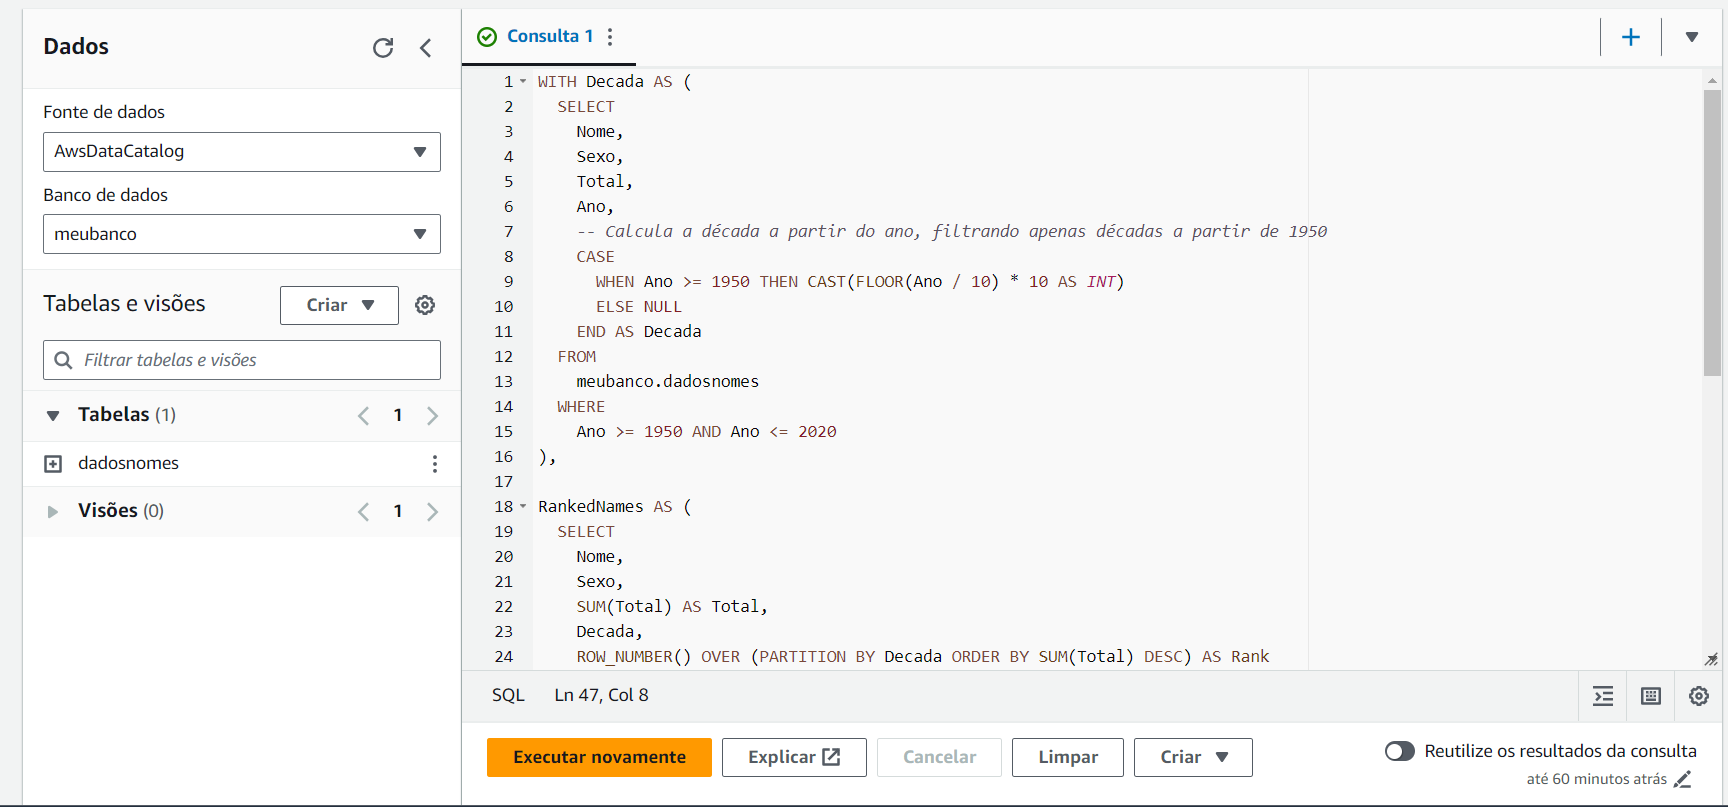 Dados
Fonte de dados
AwsDataCatalog
Banco de dados
meubanco
Tabelas e visões
Criar
Filtrar tabelas e visões
Tabelas (1)
1
dadosnomes
Visões (0)
1
Consulta 1
1 WITH Decada AS (
2 SELECT
3 Nome,
4 Sexo,
5 Total,
6 Ano,
7 -- Calcula a década a partir do ano, filtrando apenas décadas a partir de 1950
8 CASE
9 WHEN Ano >= 1950 THEN CAST(FLOOR(Ano / 10) * 10 AS INT)
10 ELSE NULL
11 END AS Decada
12 FROM
13 meubanco.dadosnomes
14 WHERE
15 Ano >= 1950 AND Ano <= 2020
16 ),
17
18 RankedNames AS (
19 SELECT
20 Nome,
21 Sexo,
22 SUM(Total) AS Total,
23 Decada,
24 ROW_NUMBER() OVER (PARTITION BY Decada ORDER BY SUM(Total) DESC) AS Rank
SQL Ln 47, Col 8
Executar novamente
Explicar
Cancelar
Limpar
Criar
Reutilize os resultados da consulta
até 60 minutos atrás